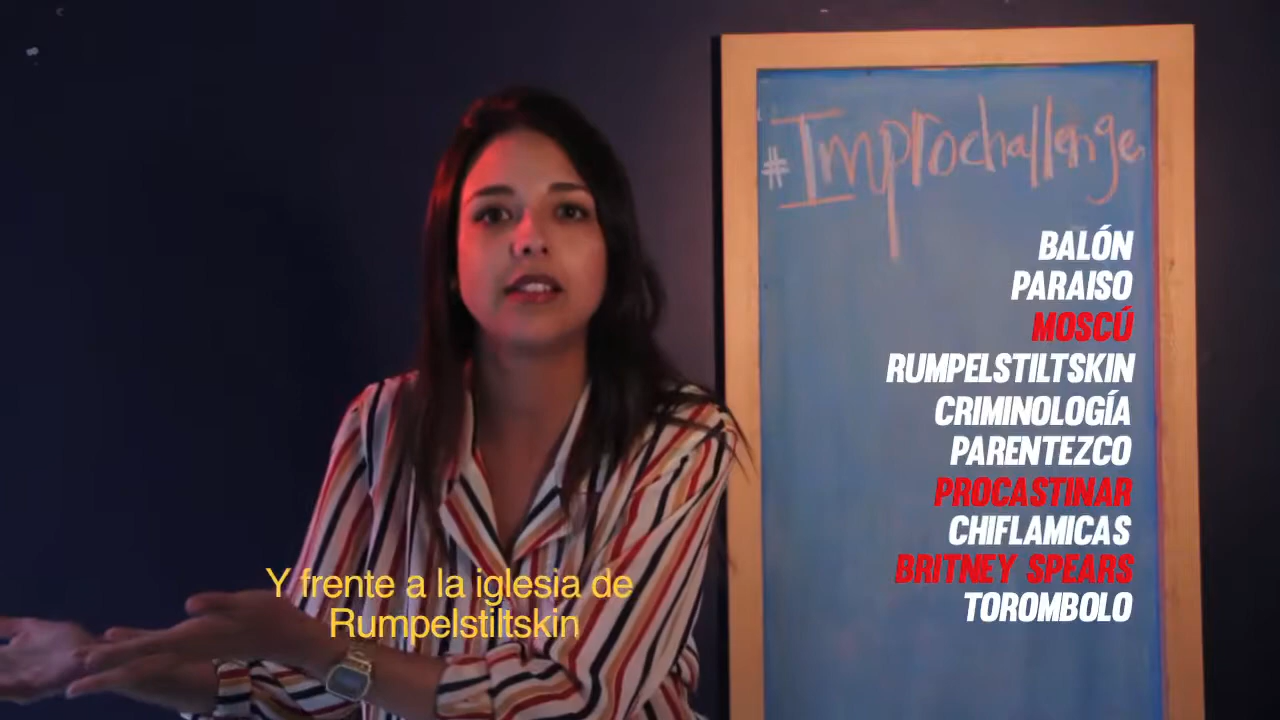 #Improchallenge
BALÓN
PARAISO
MOSCÚ
RUMPELSTILTSKIN
CRIMINOLOGÍA
PARENTEZCO
PROCASTINAR
CHIFLAMICAS
BRITNEY SPEARS
TOROMBOLO
Y frente a la iglesia de
Rumpelstiltskin